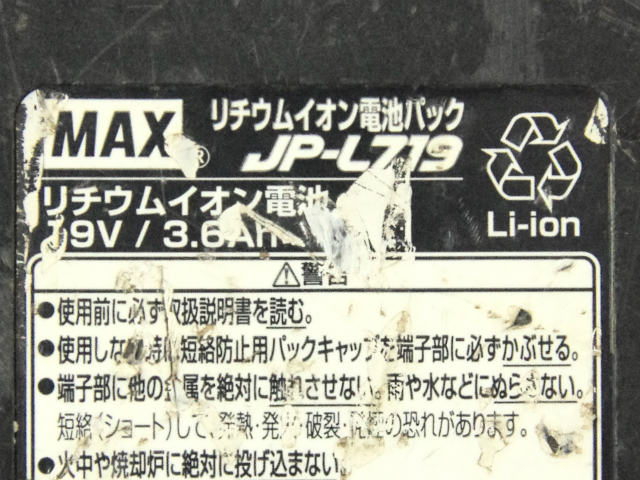 MAX® リチウムイオン電池パック
JP-L719
リチウムイオン電池
19V / 3.6Ah
Li-ion
⚠警告
●使用前に必ず取扱説明書を読む。
●使用しない時は短絡防止用パックキャップを端子部に必ずかぶせる。
●端子部に他の金属を絶対に触れさせない。雨や水などにぬらさない。
短絡(ショート)して、発熱・発火・破裂・発煙の恐れがあります。
●火中や焼却炉に絶対に投げ込まない。